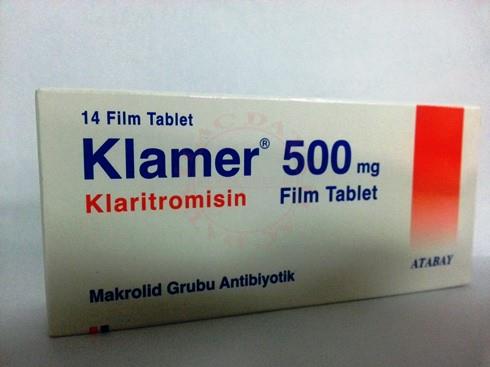 14 Film Tablet
Klamer® 500 mg
Klaritromisin Film Tablet
Makrolid Grubu Antibiyotik
ATABAY